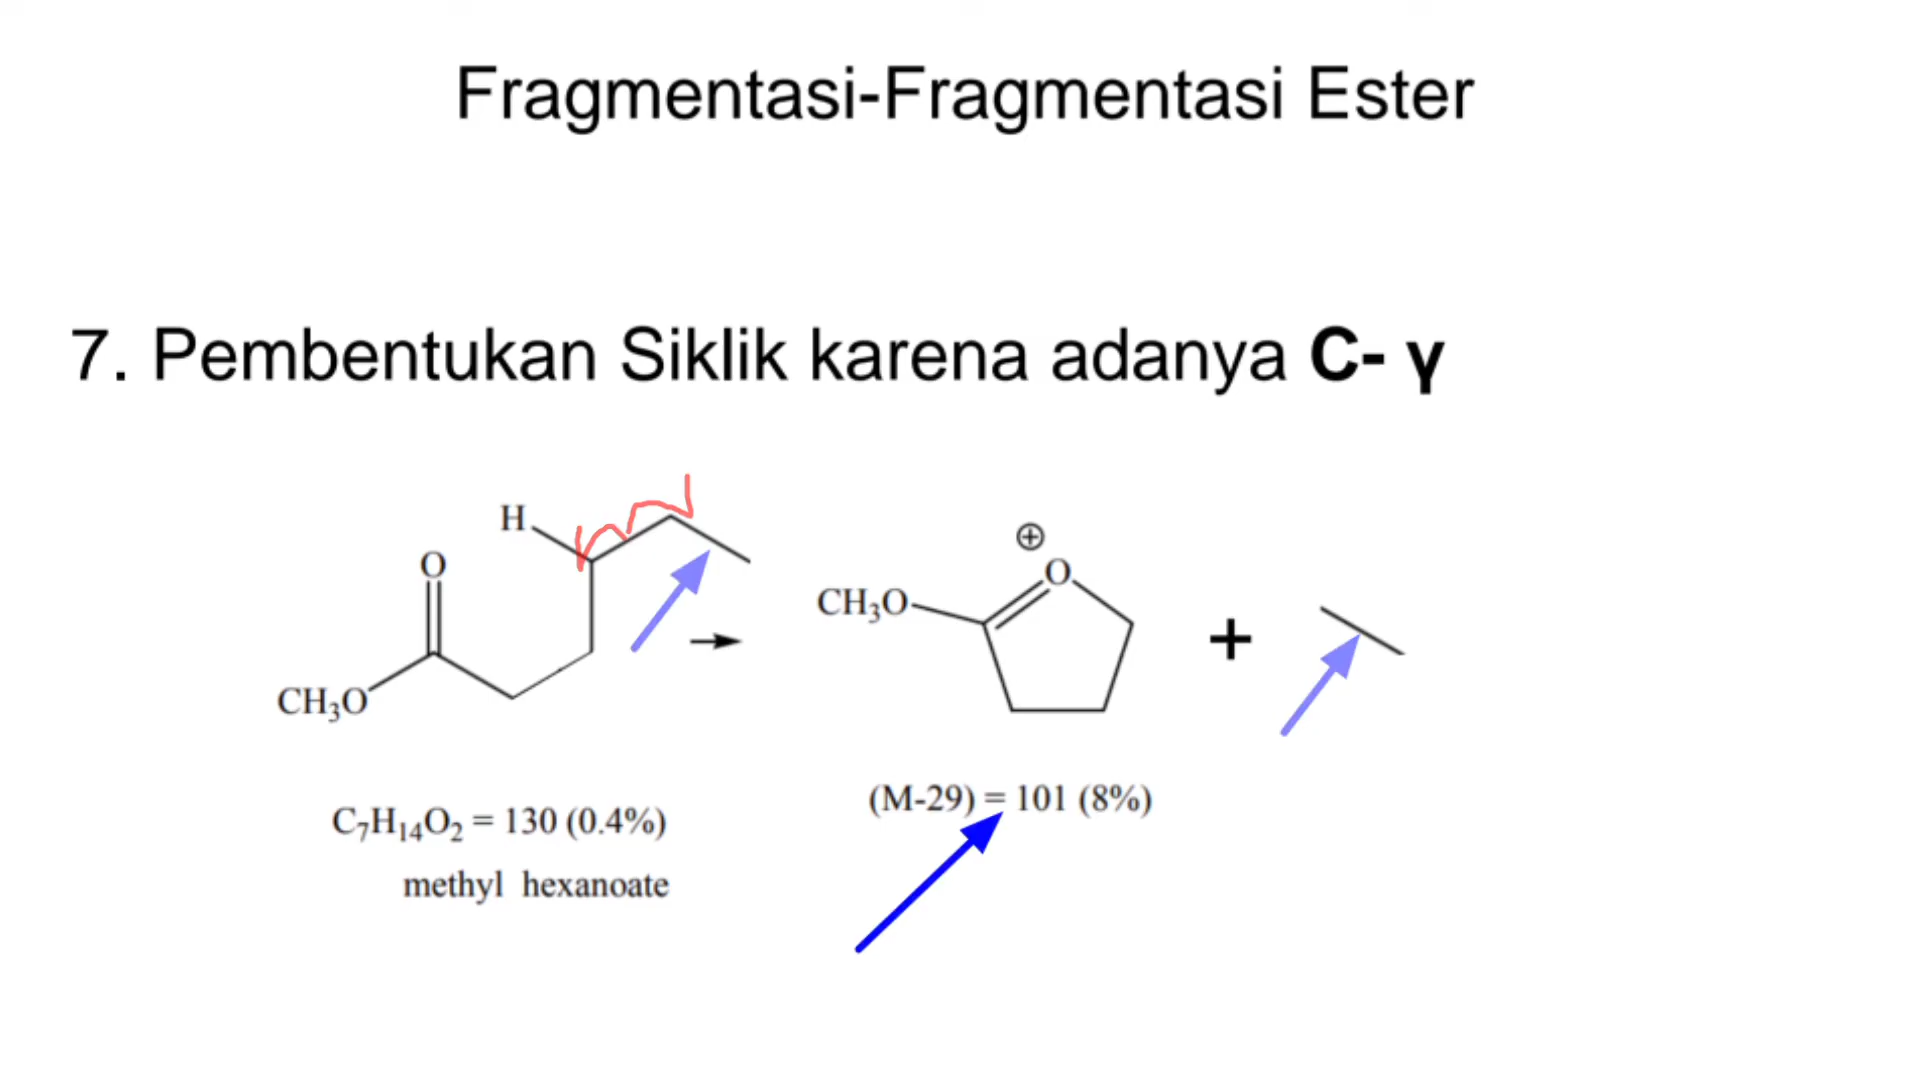 Fragmentasi-Fragmentasi Ester
7. Pembentukan Siklik karena adanya C- γ
H
O
CH₃O
⊕
O
CH₃O
+
C₇H₁₄O₂ = 130 (0.4%)
methyl hexanoate
(M-29) = 101 (8%)